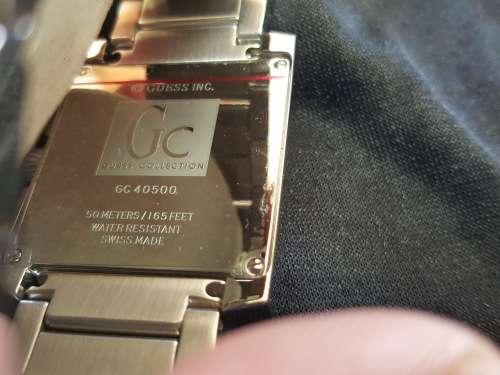 © GUESS INC.
GC
GUESS COLLECTION
GC 40500
50 METERS/165 FEET
WATER RESISTANT
SWISS MADE